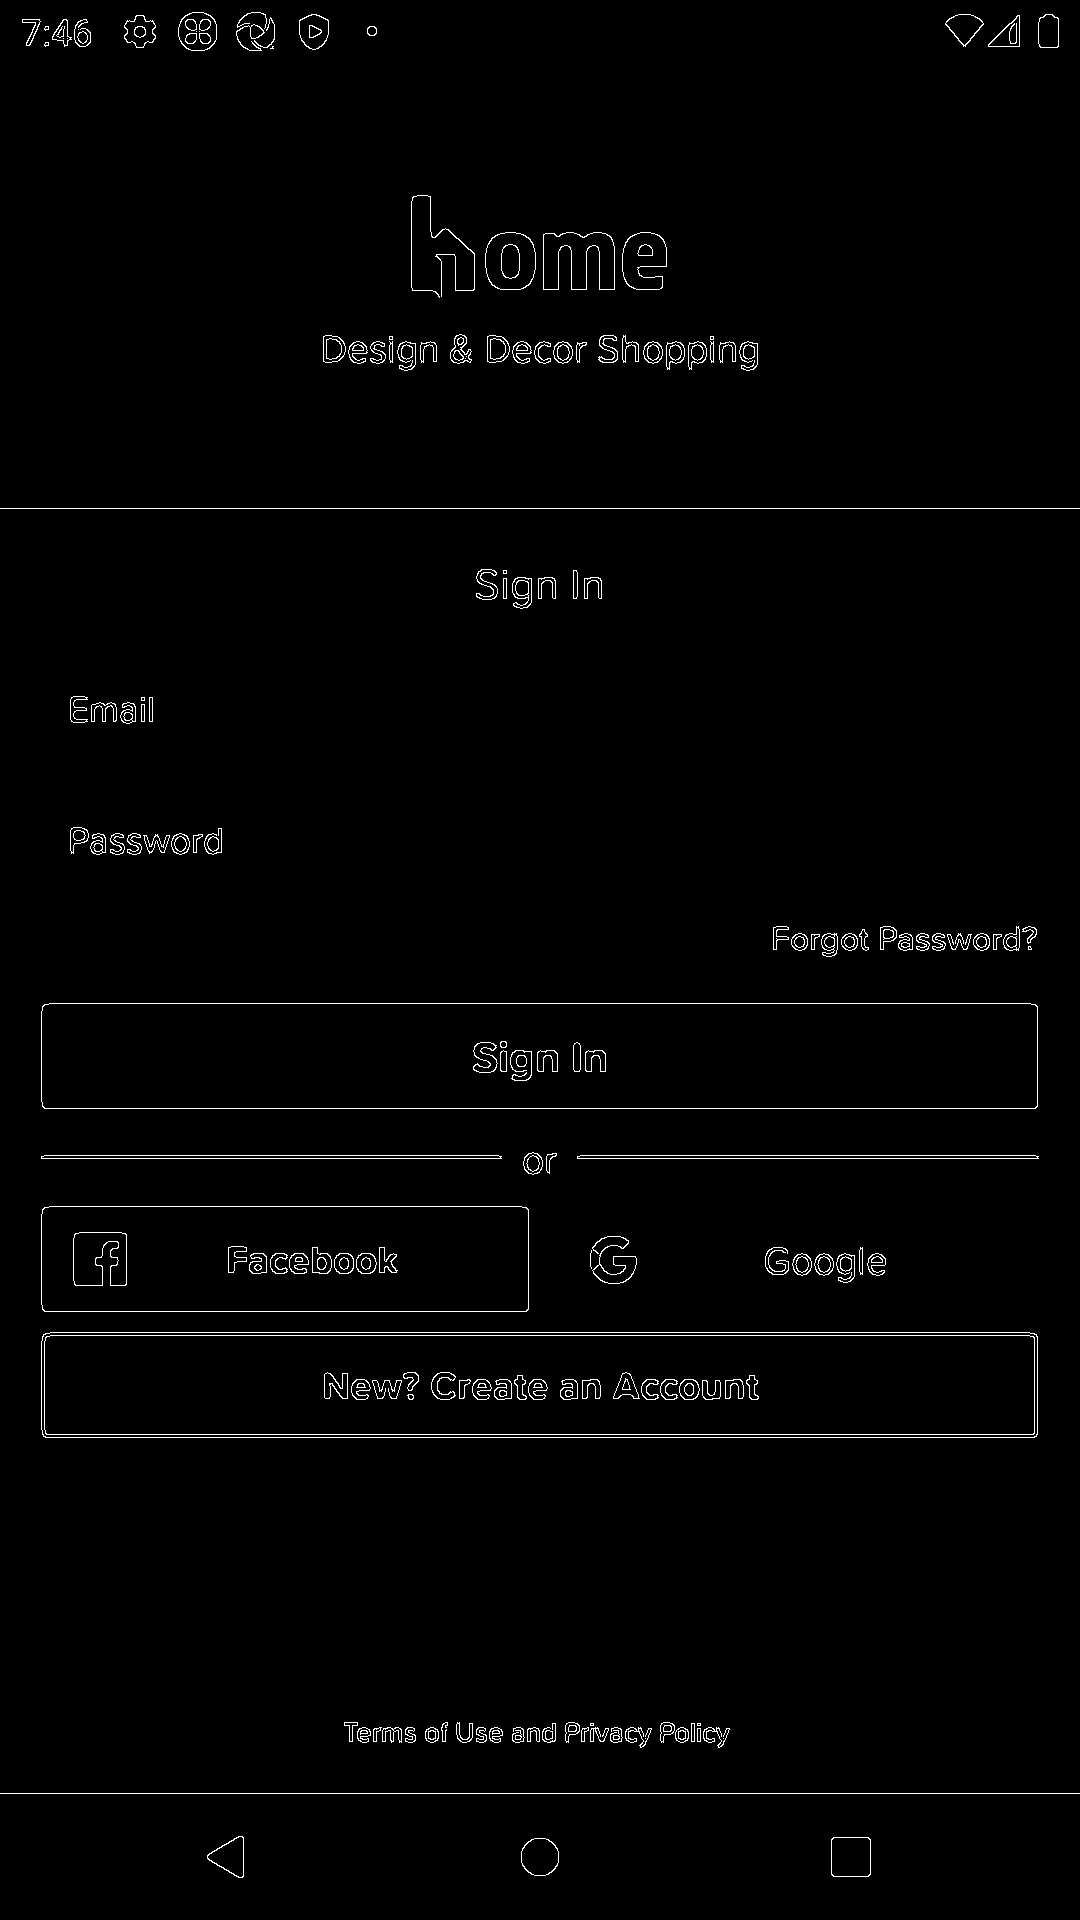 7:46
home
Design & Decor Shopping
Sign In
Email
Password
Forgot Password?
Sign In
or
Facebook
Google
New? Create an Account
Terms of Use and Privacy Policy